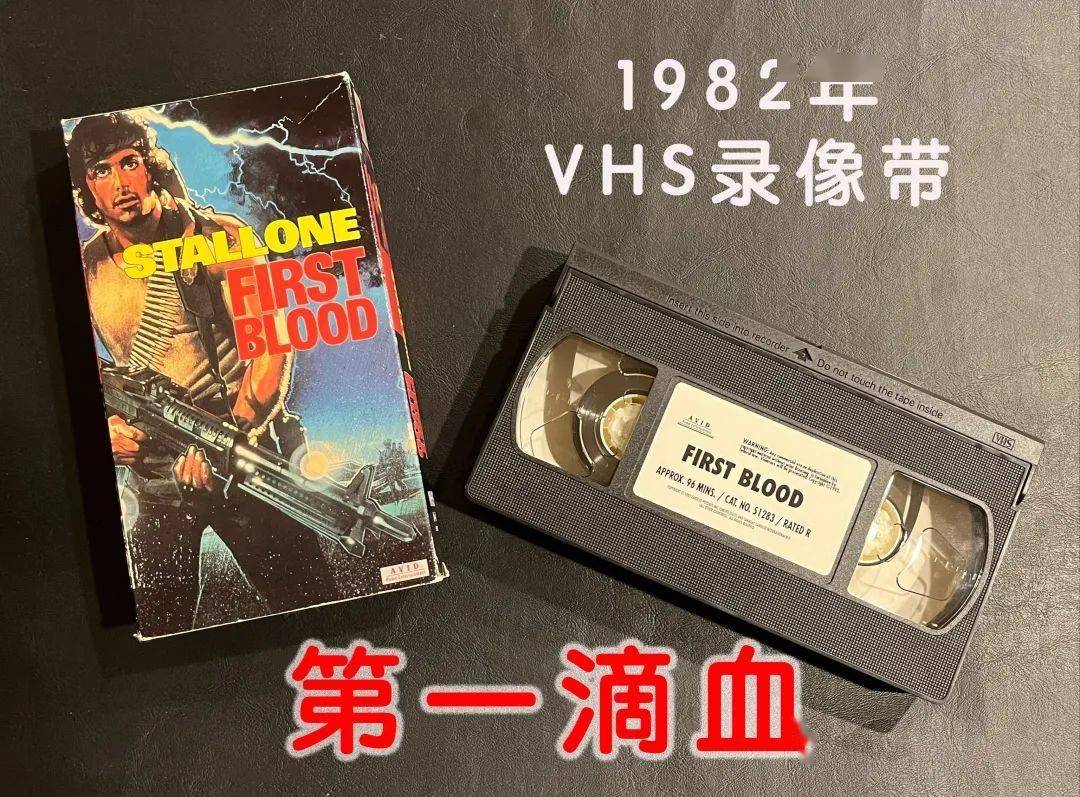 1982年
VHS录像带
STALLONE
FIRST
BLOOD
AVID
Insert this side into recorder
Do not touch the tape inside
VHS
AVID
FIRST BLOOD
APPROX. 96 MINS. / CAT. NO. 51283 / RATED R
第一滴血